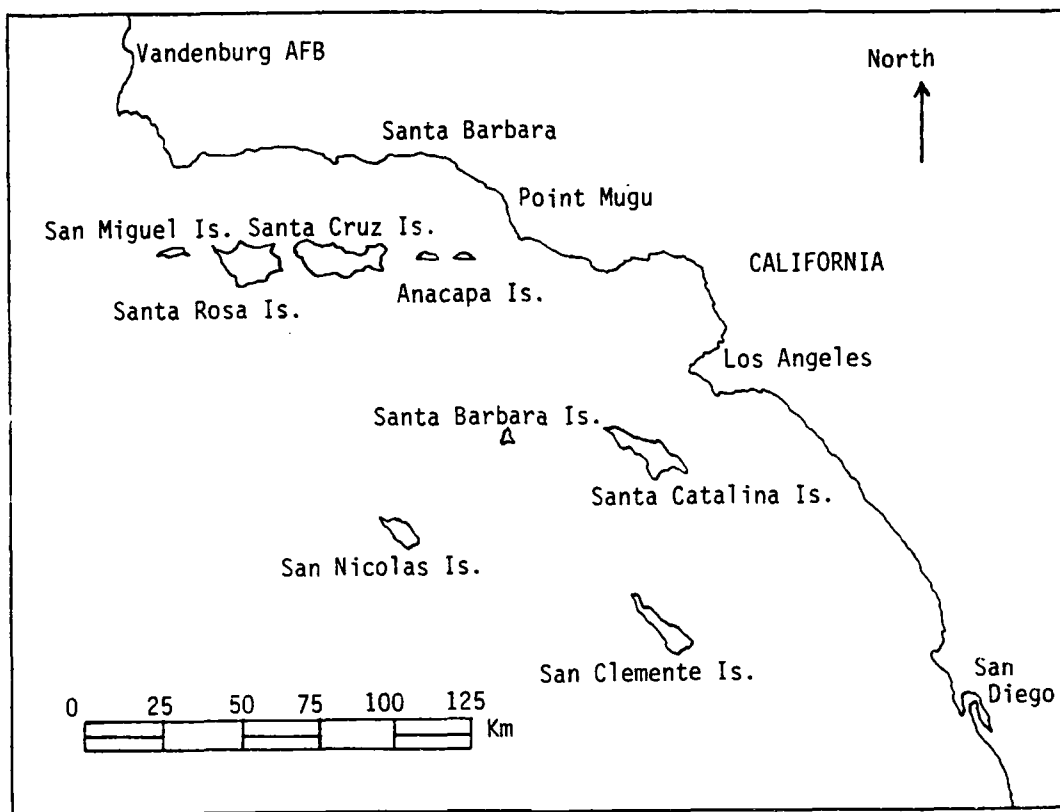 Vandenburg AFB
North
Santa Barbara
Point Mugu
San Miguel Is. Santa Cruz Is.
CALIFORNIA
Anacapa Is.
Santa Rosa Is.
Los Angeles
Santa Barbara Is.
Santa Catalina Is.
San Nicolas Is.
San Clemente Is.
San
Diego
0 25 50 75 100 125
Km